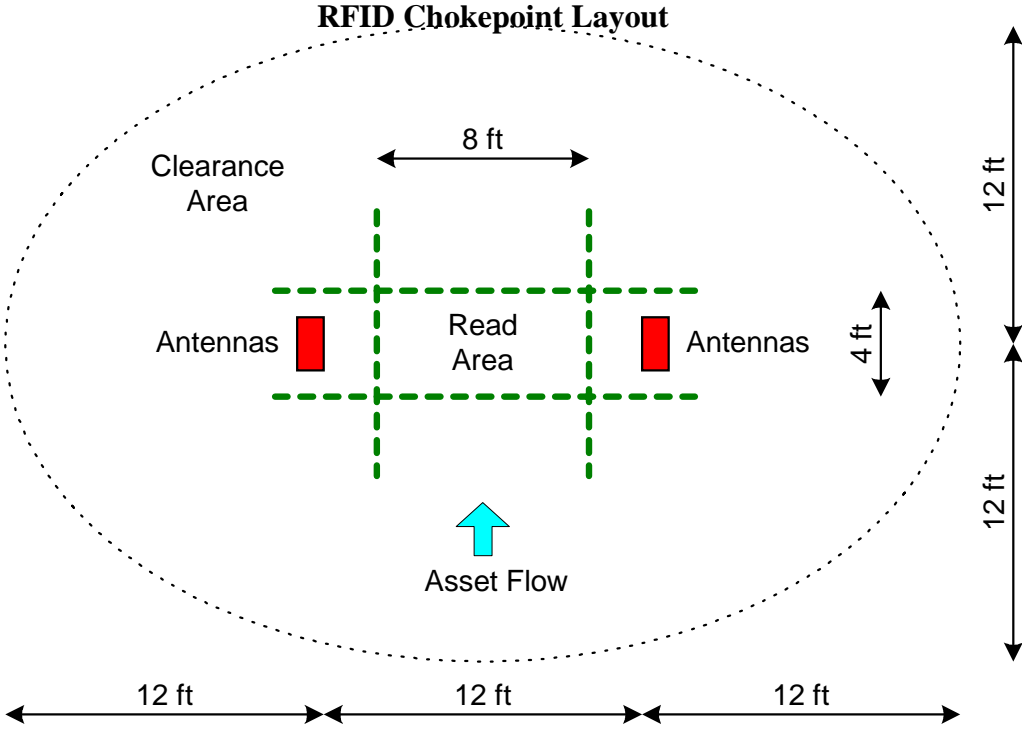 RFID Chokepoint Layout
8 ft
Clearance
Area
12 ft
Antennas
Read
Area
Antennas
4 ft
12 ft
Asset Flow
12 ft
12 ft
12 ft